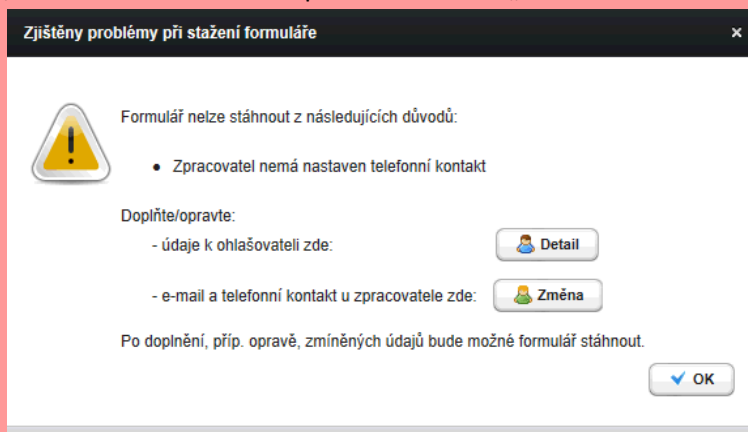 Zjištěny problémy při stažení formuláře
×
Formulář nelze stáhnout z následujících důvodů:
● Zpracovatel nemá nastaven telefonní kontakt
Doplňte/opravte:
- údaje k ohlašovateli zde: Detail
- e-mail a telefonní kontakt u zpracovatele zde: Změna
Po doplnění, příp. opravě, zmíněných údajů bude možné formulář stáhnout.
OK